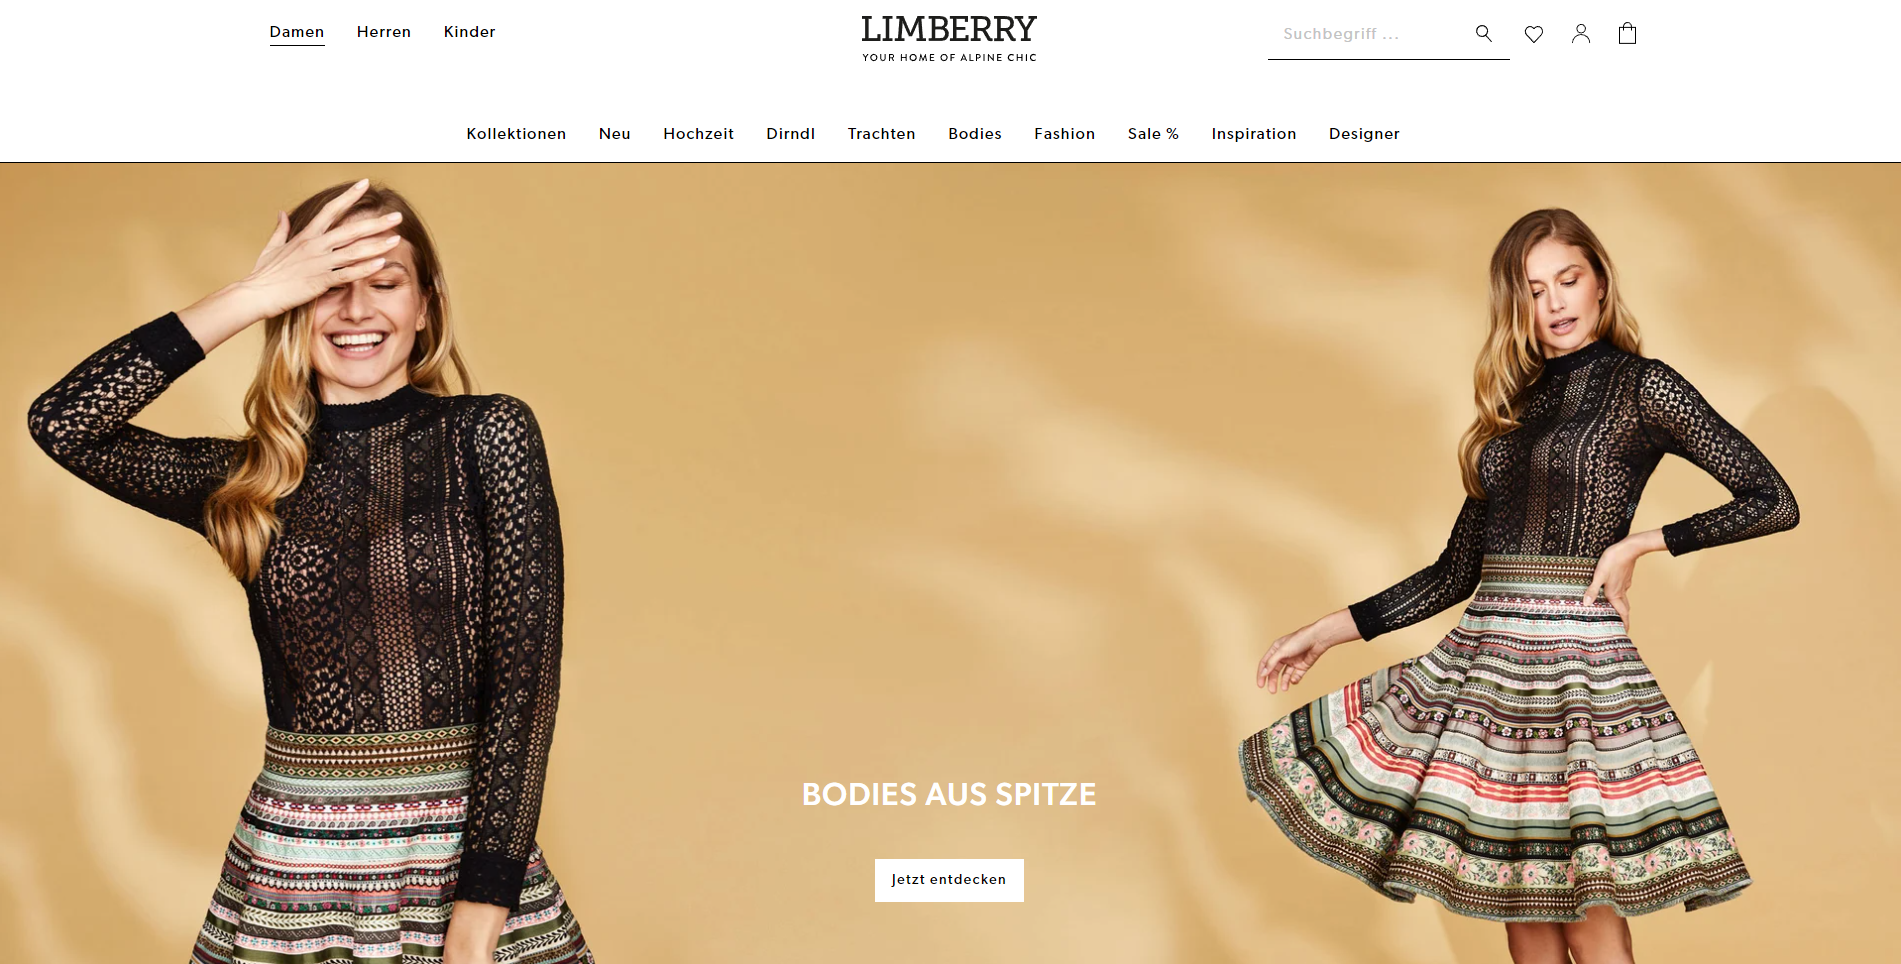 Damen Herren Kinder
LIMBERRY
YOUR HOME OF ALPINE CHIC
Suchbegriff ...
Kollektionen Neu Hochzeit Dirndl Trachten Bodies Fashion Sale % Inspiration Designer
BODIES AUS SPITZE
Jetzt entdecken